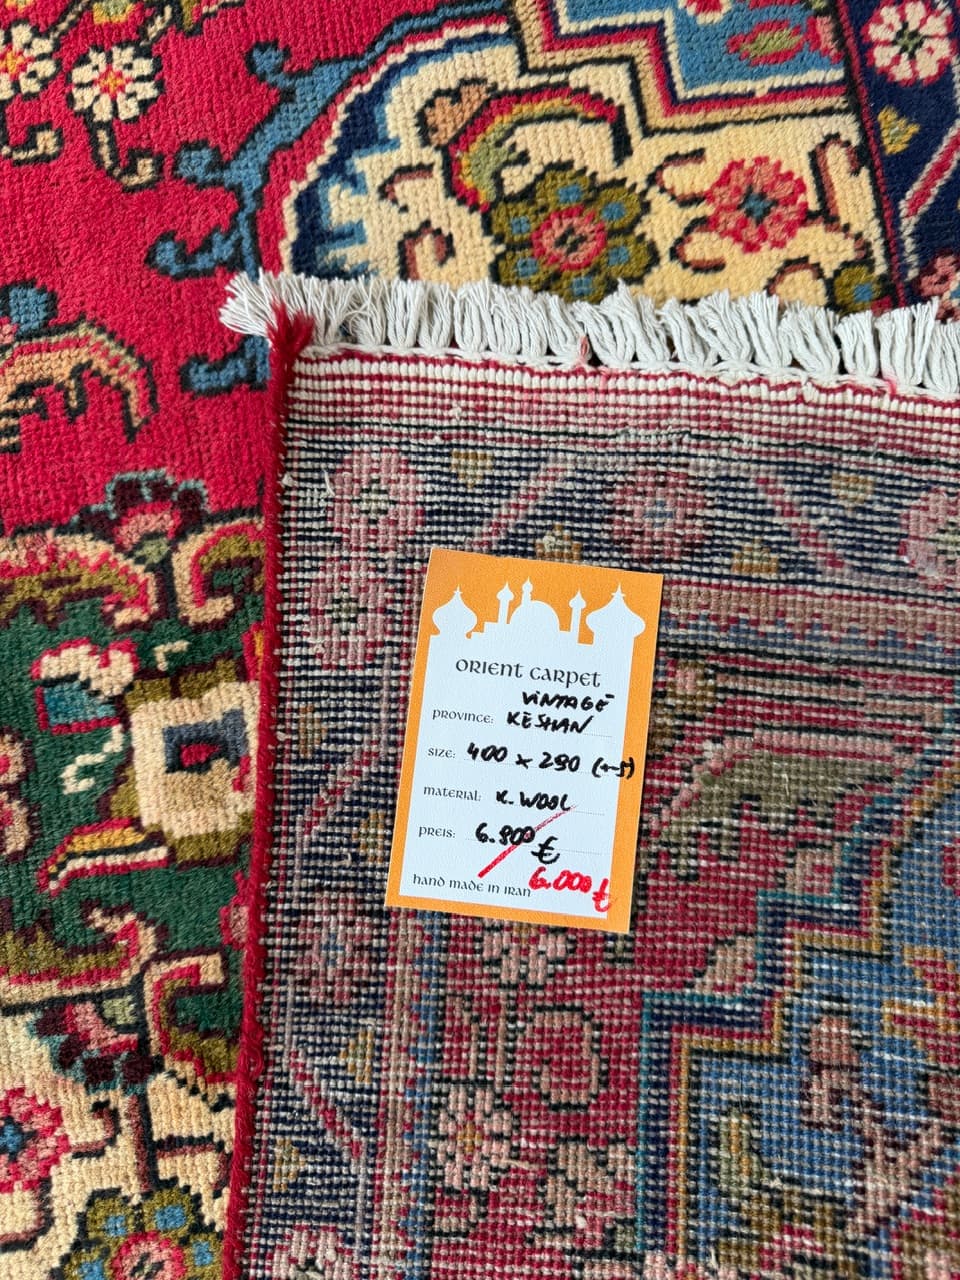 ORIENT CARPET
VINTAGE
PROVINCE: KESHAN
SIZE: 400 x 290 (+-5)
MATERIAL: K. WOOL
PREIS: 6.800 €
6.000 €
HAND MADE IN IRAN